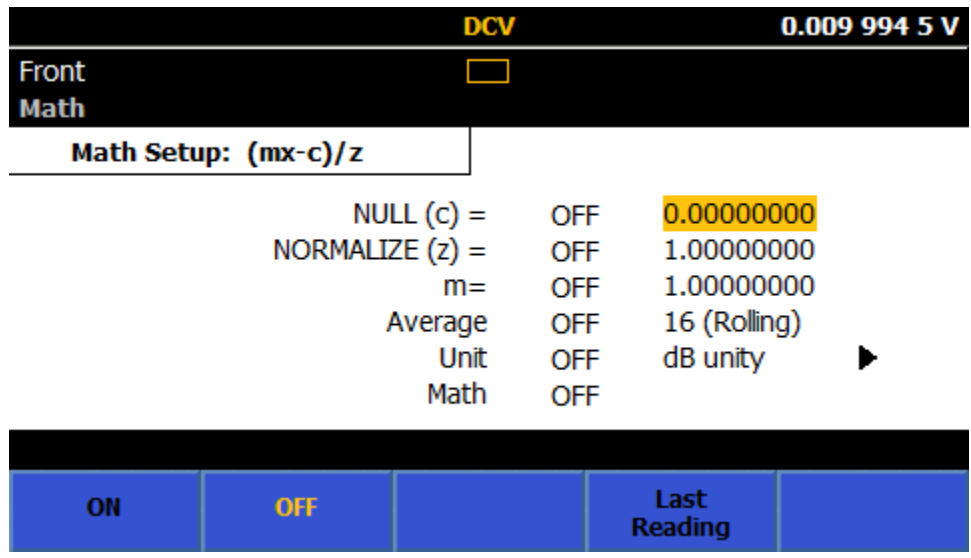 DCV 0.009 994 5 V
Front
Math
Math Setup: (mx-c)/z
NULL (c) = OFF 0.00000000
NORMALIZE (z) = OFF 1.00000000
m= OFF 1.00000000
Average OFF 16 (Rolling)
Unit OFF dB unity
Math OFF
ON OFF Last Reading